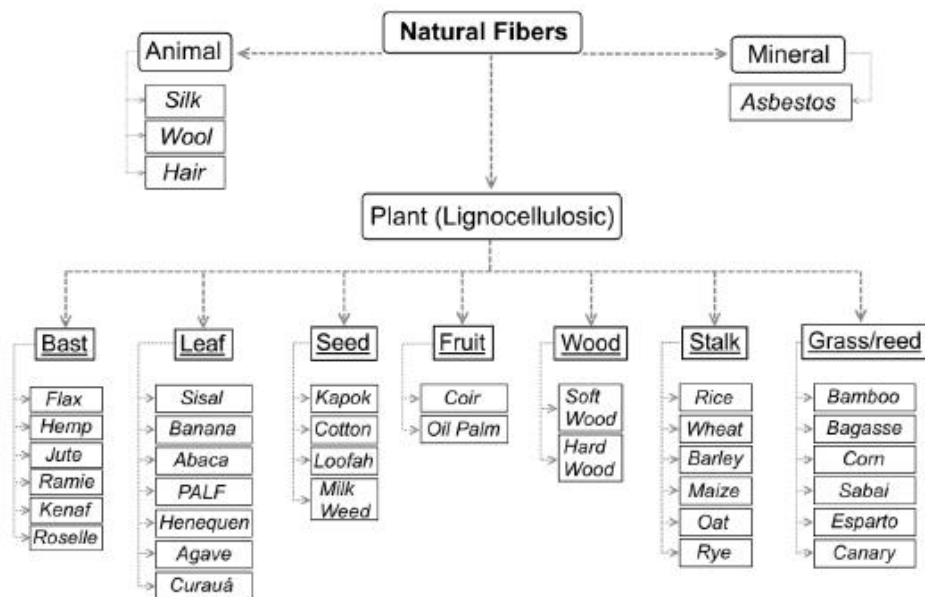 Natural Fibers
Animal
Silk
Wool
Hair
Mineral
Asbestos
Plant (Lignocellulosic)
Bast
Flax
Hemp
Jute
Ramie
Kenaf
Roselle
Leaf
Sisal
Banana
Abaca
PALF
Henequen
Agave
Curauá
Seed
Kapok
Cotton
Loofah
Milk
Weed
Fruit
Coir
Oil Palm
Wood
Soft
Wood
Hard
Wood
Stalk
Rice
Wheat
Barley
Maize
Oat
Rye
Grass/reed
Bamboo
Bagasse
Corn
Sabai
Esparto
Canary